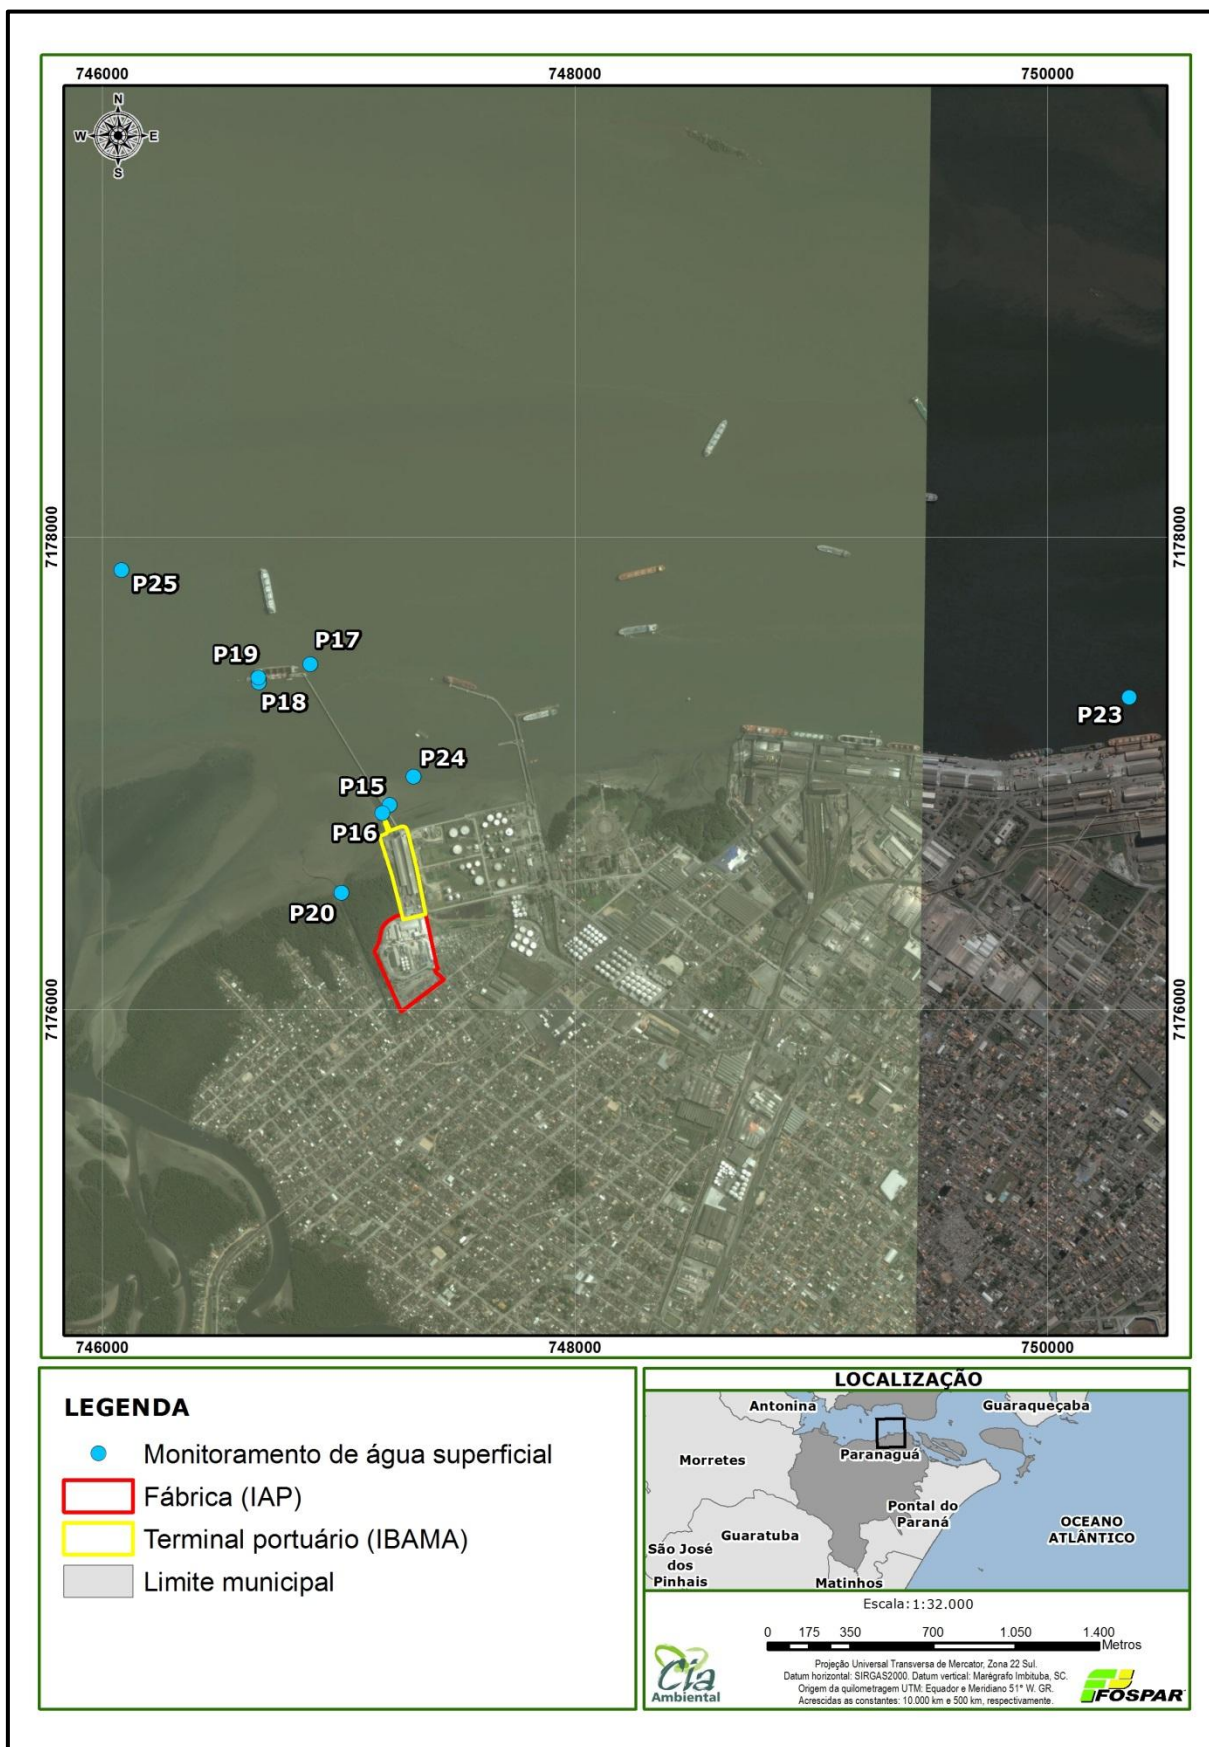 746000
748000
750000
N
W
E
S
7178000
7178000
P25
P17
P19
P18
P23
P24
P15
P16
P20
7176000
7176000
746000
748000
750000
LEGENDA
Monitoramento de água superficial
Fábrica (IAP)
Terminal portuário (IBAMA)
Limite municipal
LOCALIZAÇÃO
Antonina
Guaraqueçaba
Morretes
Paranaguá
Pontal do
Paraná
Guaratuba
OCEANO
ATLÂNTICO
São José
dos
Pinhais
Matinhos
Escala: 1:32.000
0 175 350 700 1.050 1.400
Metros
Projeção Universal Transversa de Mercator, Zona 22 Sul.
Datum horizontal: SIRGAS2000. Datum vertical: Marégrafo Imbituba, SC.
Origem da quilometragem UTM: Equador e Meridiano 51° W. GR.
Acrescidas as constantes: 10.000 km e 500 km, respectivamente.
Cia
Ambiental
FOSPAR